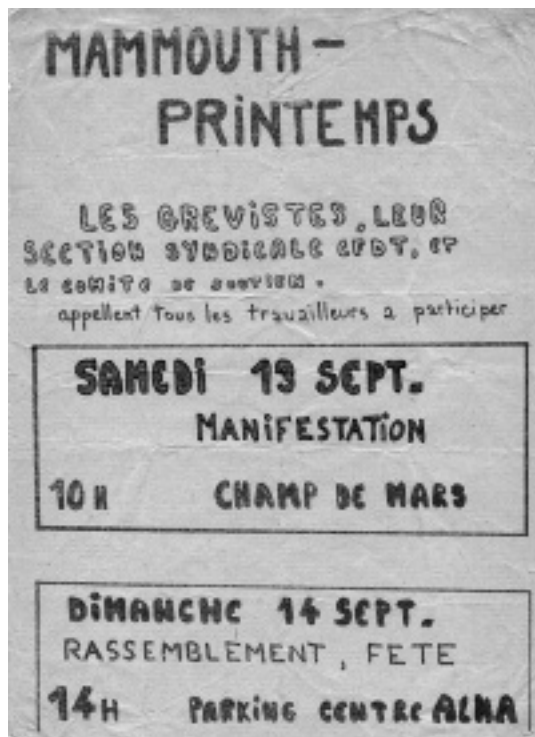 MAMMOUTH -
PRiNTEMPS
LES GREViSTES, LEUR
SECTION SYNDICALE CFDT, ET
LE COMITE DE SOUTIEN.
appellent tous les travailleurs a participer
SAMEDi 13 SEPT.
MANiFESTATiON
10 H CHAMP DE MARS
DiMANCHE 14 SEPT.
RASSEMBLEMENT, FETE
14H PARKING CENTRE ALMA